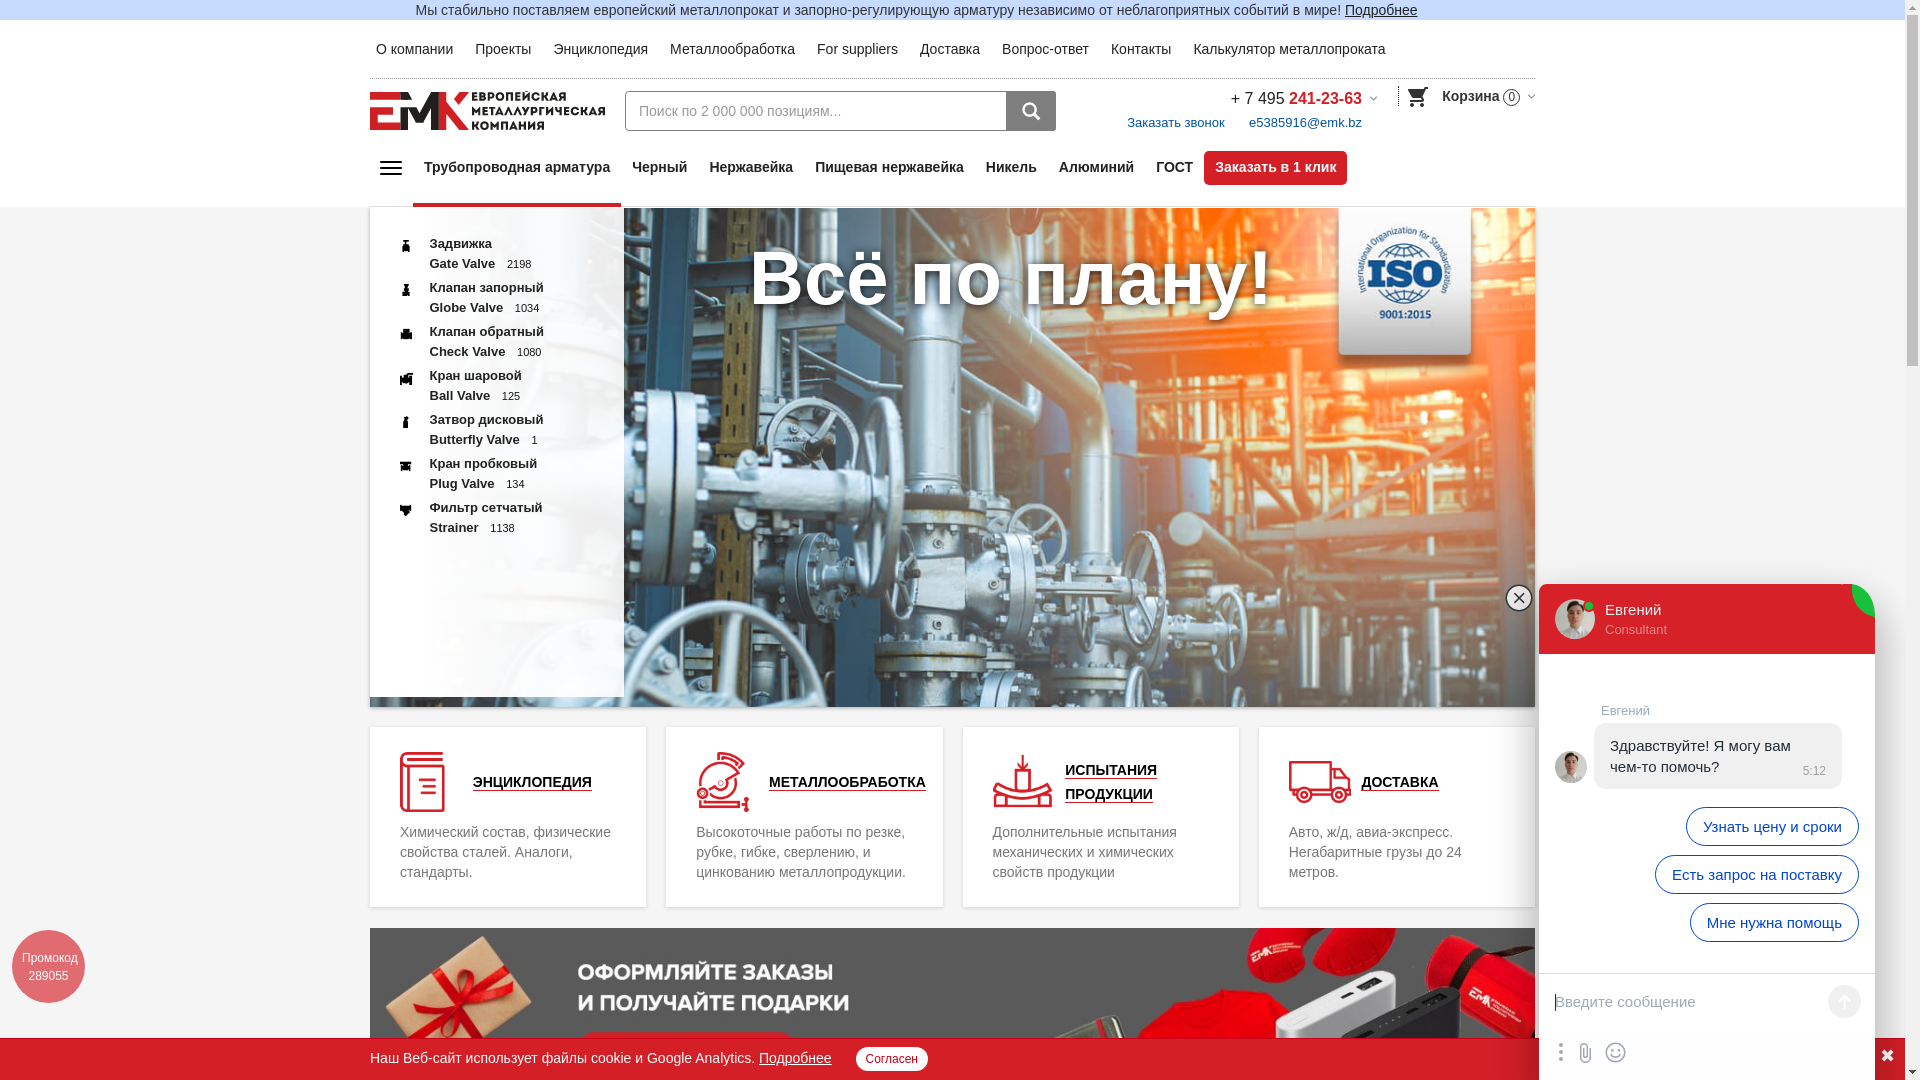 Мы стабильно поставляем европейский металлопрокат и запорно-регулирующую арматуру независимо от неблагоприятных событий в мире! Подробнее
О компании Проекты Энциклопедия Металлообработка For suppliers Доставка Вопрос-ответ Контакты Калькулятор металлопроката
ЕМК ЕВРОПЕЙСКАЯ
МЕТАЛЛУРГИЧЕСКАЯ
КОМПАНИЯ
Поиск по 2 000 000 позициям...
+ 7 495 241-23-63
Корзина 0
Заказать звонок e5385916@emk.bz
Трубопроводная арматура Черный Нержавейка Пищевая нержавейка Никель Алюминий ГОСТ Заказать в 1 клик
Задвижка
Gate Valve 2198
Клапан запорный
Globe Valve 1034
Клапан обратный
Check Valve 1080
Кран шаровой
Ball Valve 125
Затвор дисковый
Butterfly Valve 1
Кран пробковый
Plug Valve 134
Фильтр сетчатый
Strainer 1138
Всё по плану!
International Organization for Standardization
ISO
9001:2015
ЭНЦИКЛОПЕДИЯ
Химический состав, физические
свойства сталей. Аналоги,
стандарты.
МЕТАЛЛООБРАБОТКА
Высокоточные работы по резке,
рубке, гибке, сверлению, и
цинкованию металлопродукции.
ИСПЫТАНИЯ
ПРОДУКЦИИ
Дополнительные испытания
механических и химических
свойств продукции
ДОСТАВКА
Авто, ж/д, авиа-экспресс.
Негабаритные грузы до 24
метров.
Промокод
289055
ОФОРМЛЯЙТЕ ЗАКАЗЫ
И ПОЛУЧАЙТЕ ПОДАРКИ
ЕМК
ЕМК
Наш Веб-сайт использует файлы cookie и Google Analytics. Подробнее Согласен
Евгений
Consultant
Евгений
Здравствуйте! Я могу вам
чем-то помочь?
5:12
Узнать цену и сроки
Есть запрос на поставку
Мне нужна помощь
Введите сообщение